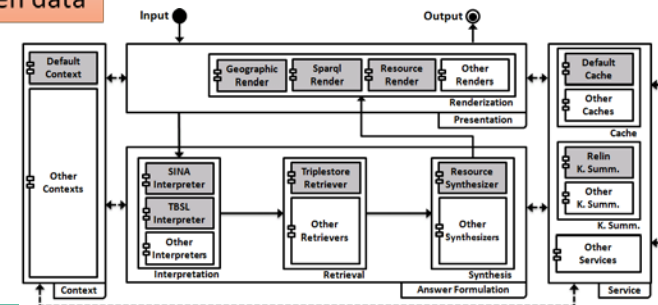 en data
Input
Output
Default
Context
Other
Contexts
Context
Geographic
Render
Sparql
Render
Resource
Render
Other
Renders
Renderization
Presentation
SINA
Interpreter
TBSL
Interpreter
Other
Interpreters
Interpretation
Triplestore
Retriever
Other
Retrievers
Retrieval
Resource
Synthesizer
Other
Synthesizers
Synthesis
Answer Formulation
Default
Cache
Other
Caches
Cache
Relin
K. Summ.
Other
K. Summ.
K. Summ.
Other
Services
Service